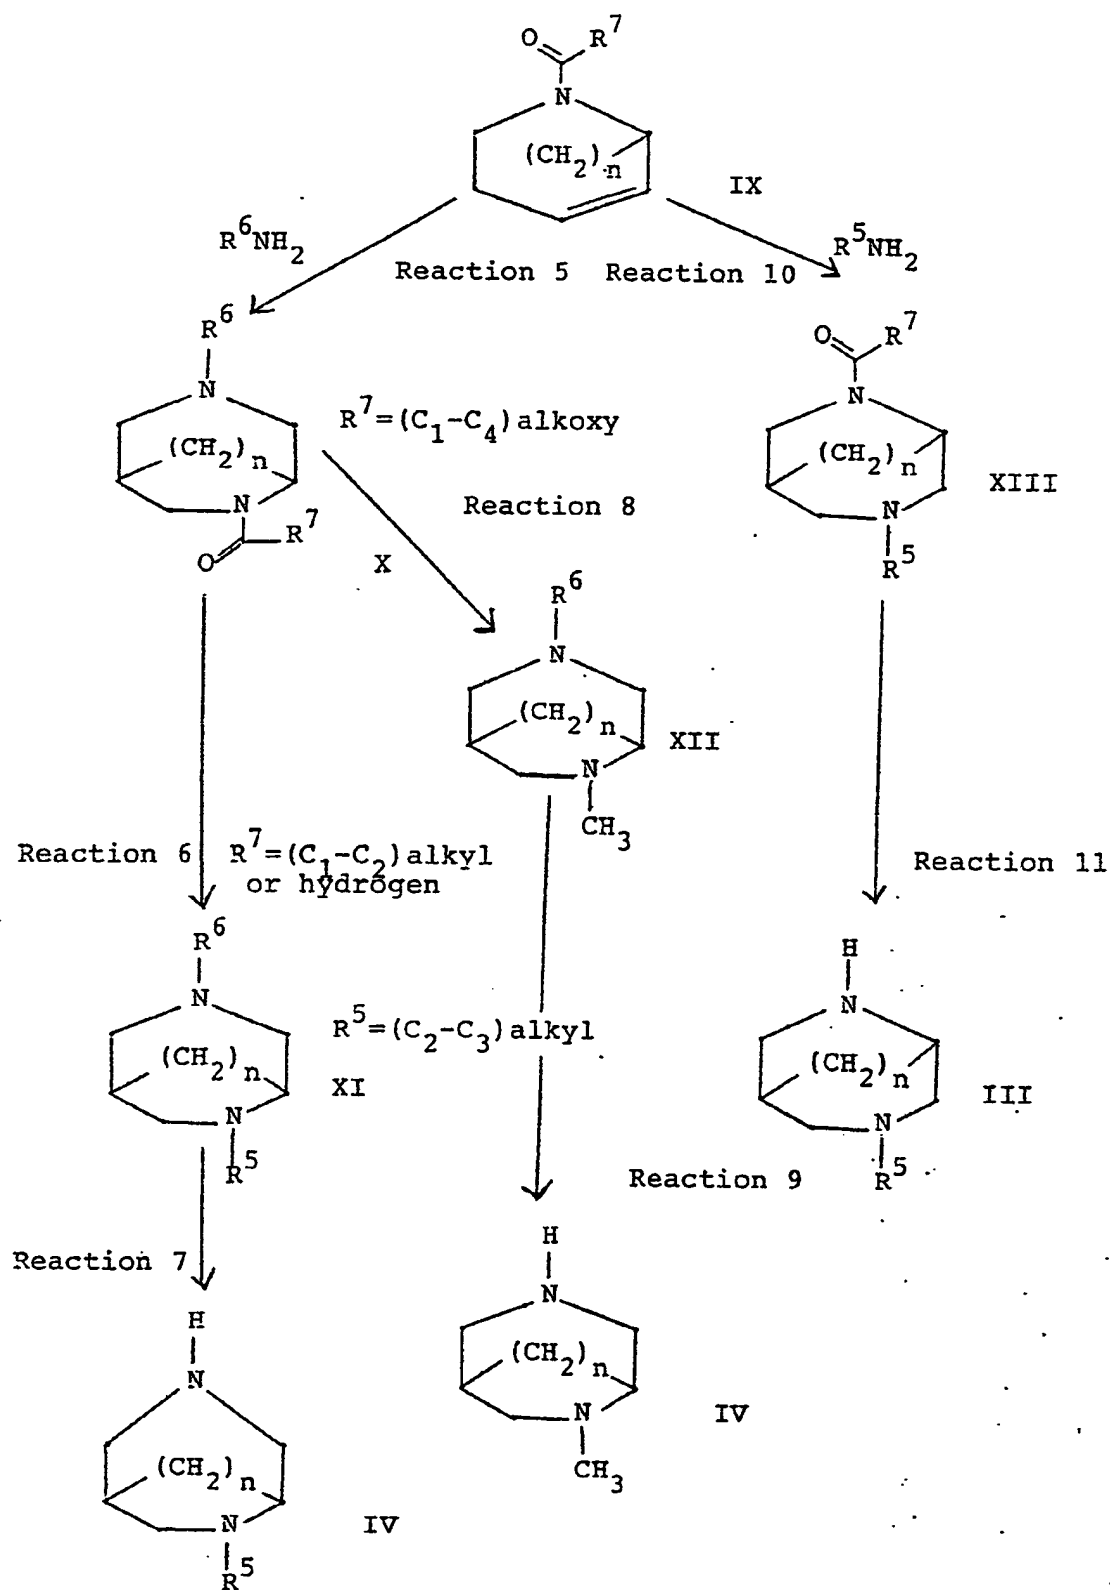 O R7
N
(CH2)n
IX
R6NH2
R5NH2
Reaction 5 Reaction 10
R6
N
(CH2)n
N
O R7
X
R7=(C1-C4)alkoxy
Reaction 8
O R7
N
(CH2)n
N
R5
XIII
R6
N
(CH2)n
N
CH3
XII
Reaction 6
R7=(C1-C2)alkyl
or hydrogen
Reaction 11
R6
N
(CH2)n
N
R5
XI
R5=(C2-C3)alkyl
H
N
(CH2)n
N
R5
III
Reaction 9
Reaction 7
H
N
(CH2)n
N
R5
IV
H
N
(CH2)n
N
CH3
IV